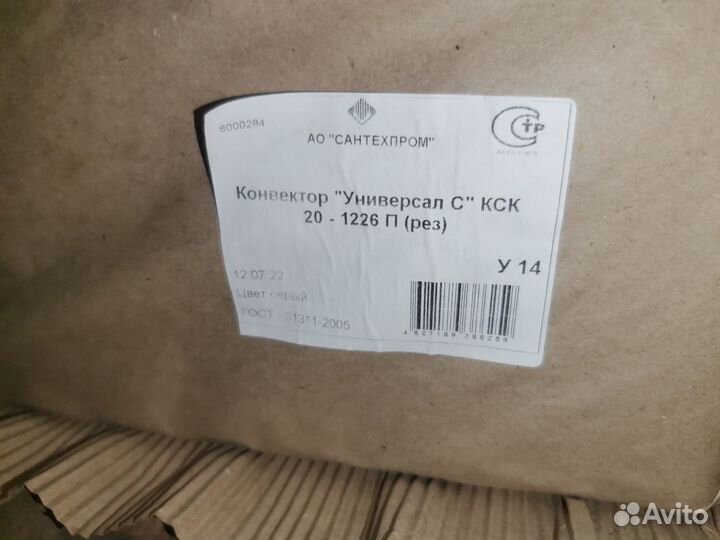 6000284
АО "САНТЕХПРОМ"
Конвектор "Универсал С" КСК
20 - 1226 П (рез)
У 14
12.07.22
Цвет серый
ГОСТ - 31311-2005
Avito